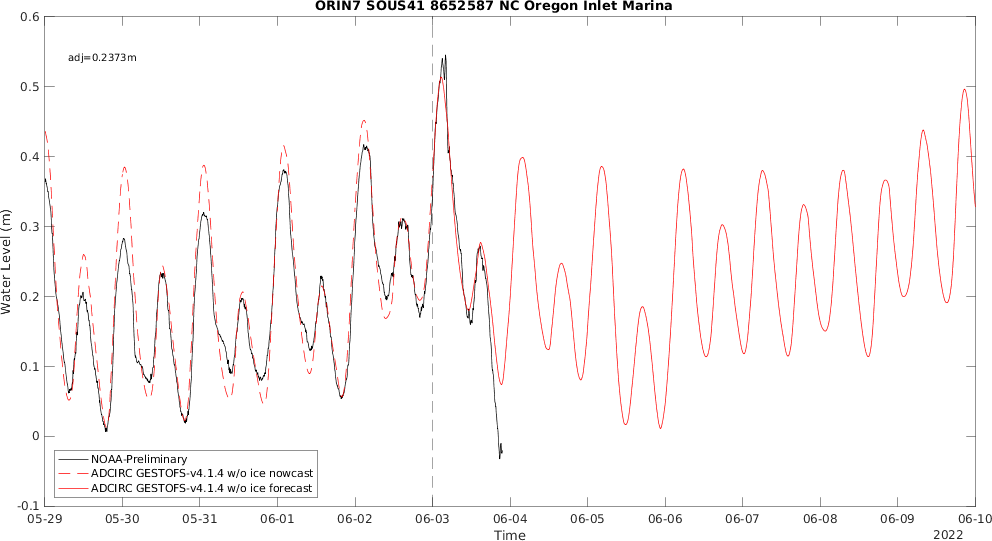 ORIN7 SOUS41 8652587 NC Oregon Inlet Marina
0.6
adj=0.2373m
0.5
0.4
0.3
Water Level (m)
0.2
0.1
0
NOAA-Preliminary
ADCIRC GESTOFS-v4.1.4 w/o ice nowcast
ADCIRC GESTOFS-v4.1.4 w/o ice forecast
-0.1
05-29 05-30 05-31 06-01 06-02 06-03 06-04 06-05 06-06 06-07 06-08 06-09 06-10
Time
2022